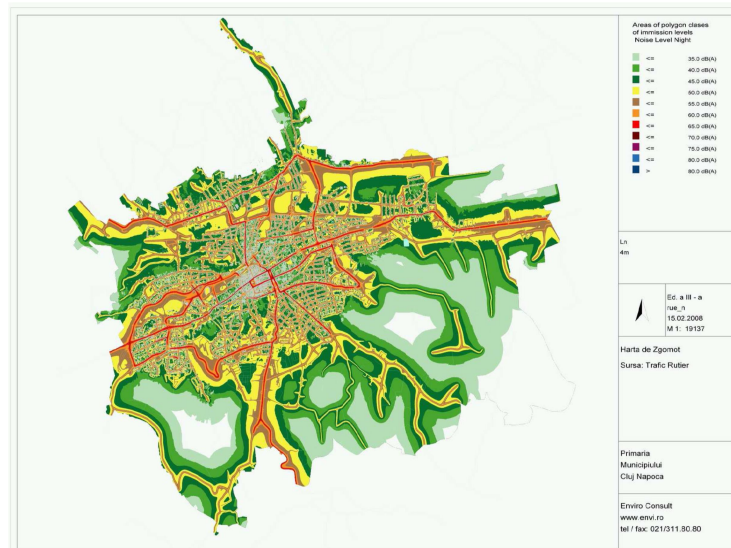 Areas of polygon clases
of immission levels
Noise Level Night
<= 35.0 dB(A)
<= 40.0 dB(A)
<= 45.0 dB(A)
<= 50.0 dB(A)
<= 55.0 dB(A)
<= 60.0 dB(A)
<= 65.0 dB(A)
<= 70.0 dB(A)
<= 75.0 dB(A)
<= 80.0 dB(A)
> 80.0 dB(A)
Ln
4m
Ed. a III - a
rue_n
15.02.2008
M 1: 19137
Harta de Zgomot
Sursa: Trafic Rutier
Primaria
Municipiului
Cluj Napoca
Enviro Consult
www.envi.ro
tel / fax: 021/311.80.80